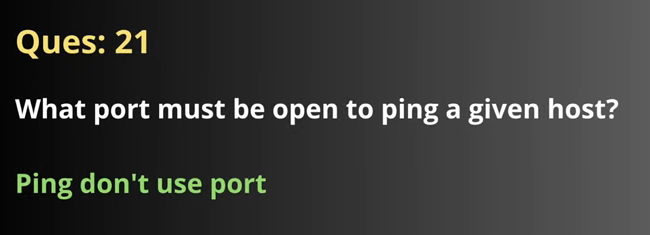 Ques: 21
What port must be open to ping a given host?
Ping don't use port